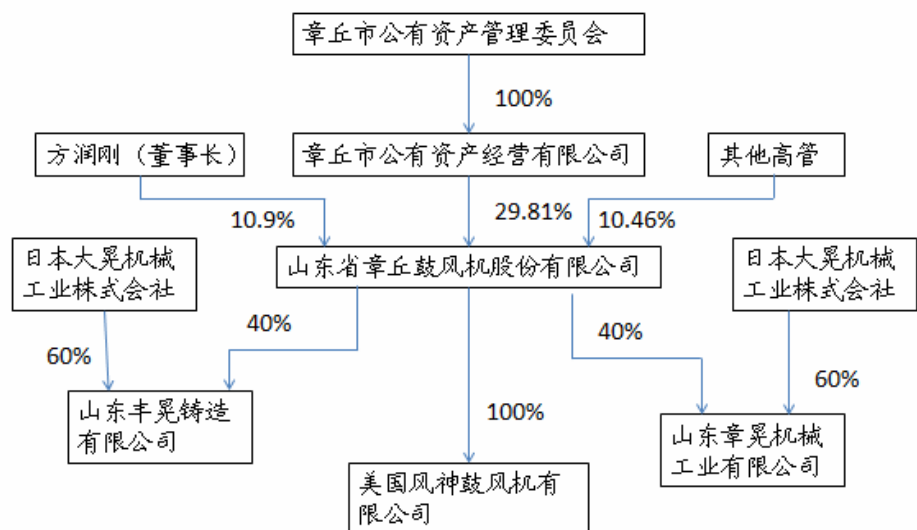 章丘市公有资产管理委员会
100%
方润刚（董事长）
章丘市公有资产经营有限公司
其他高管
10.9%
29.81%
10.46%
日本大晃机械
工业株式会社
山东省章丘鼓风机股份有限公司
日本大晃机械
工业株式会社
60%
40%
40%
60%
山东丰晃铸造
有限公司
100%
山东章晃机械
工业有限公司
美国风神鼓风机有
限公司